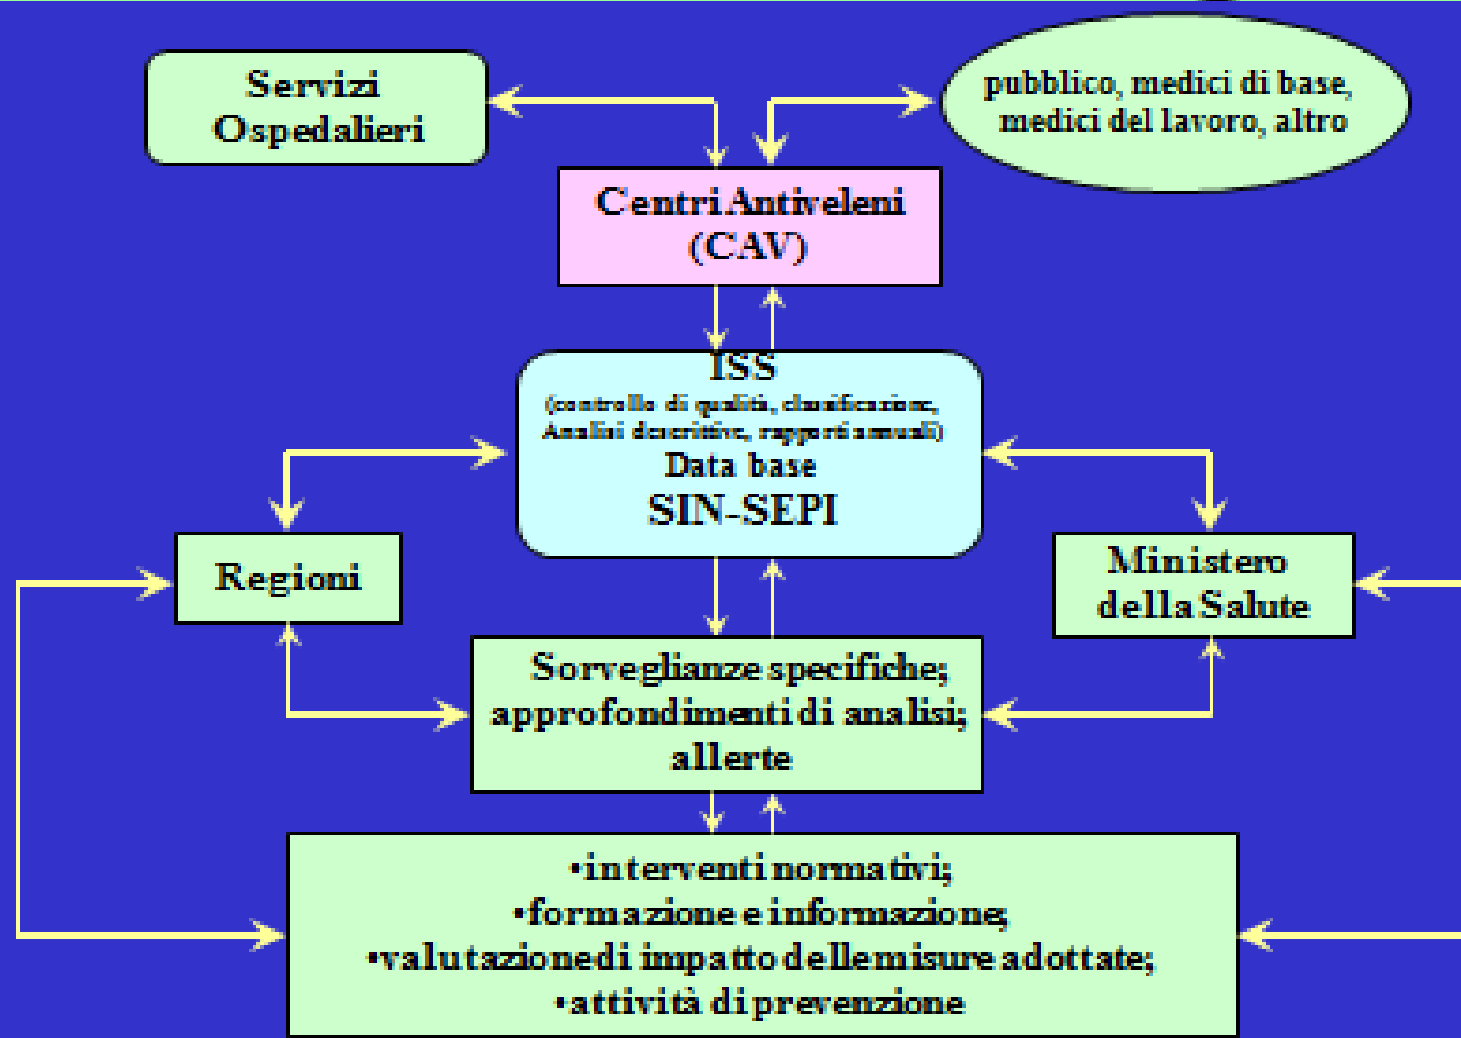 Servizi
Ospedalieri
pubblico, medici di base,
medici del lavoro, altro
Centri Antiveleni
(CAV)
ISS
(controllo di qualità, classificazione,
Analisi descrittive, rapporti annuali)
Data base
SIN-SEPI
Regioni
Ministero
della Salute
Sorveglianze specifiche;
approfondimenti di analisi;
allerte
•interventi normativi;
•formazione e informazione;
•valutazione di impatto delle misure adottate;
•attività di prevenzione